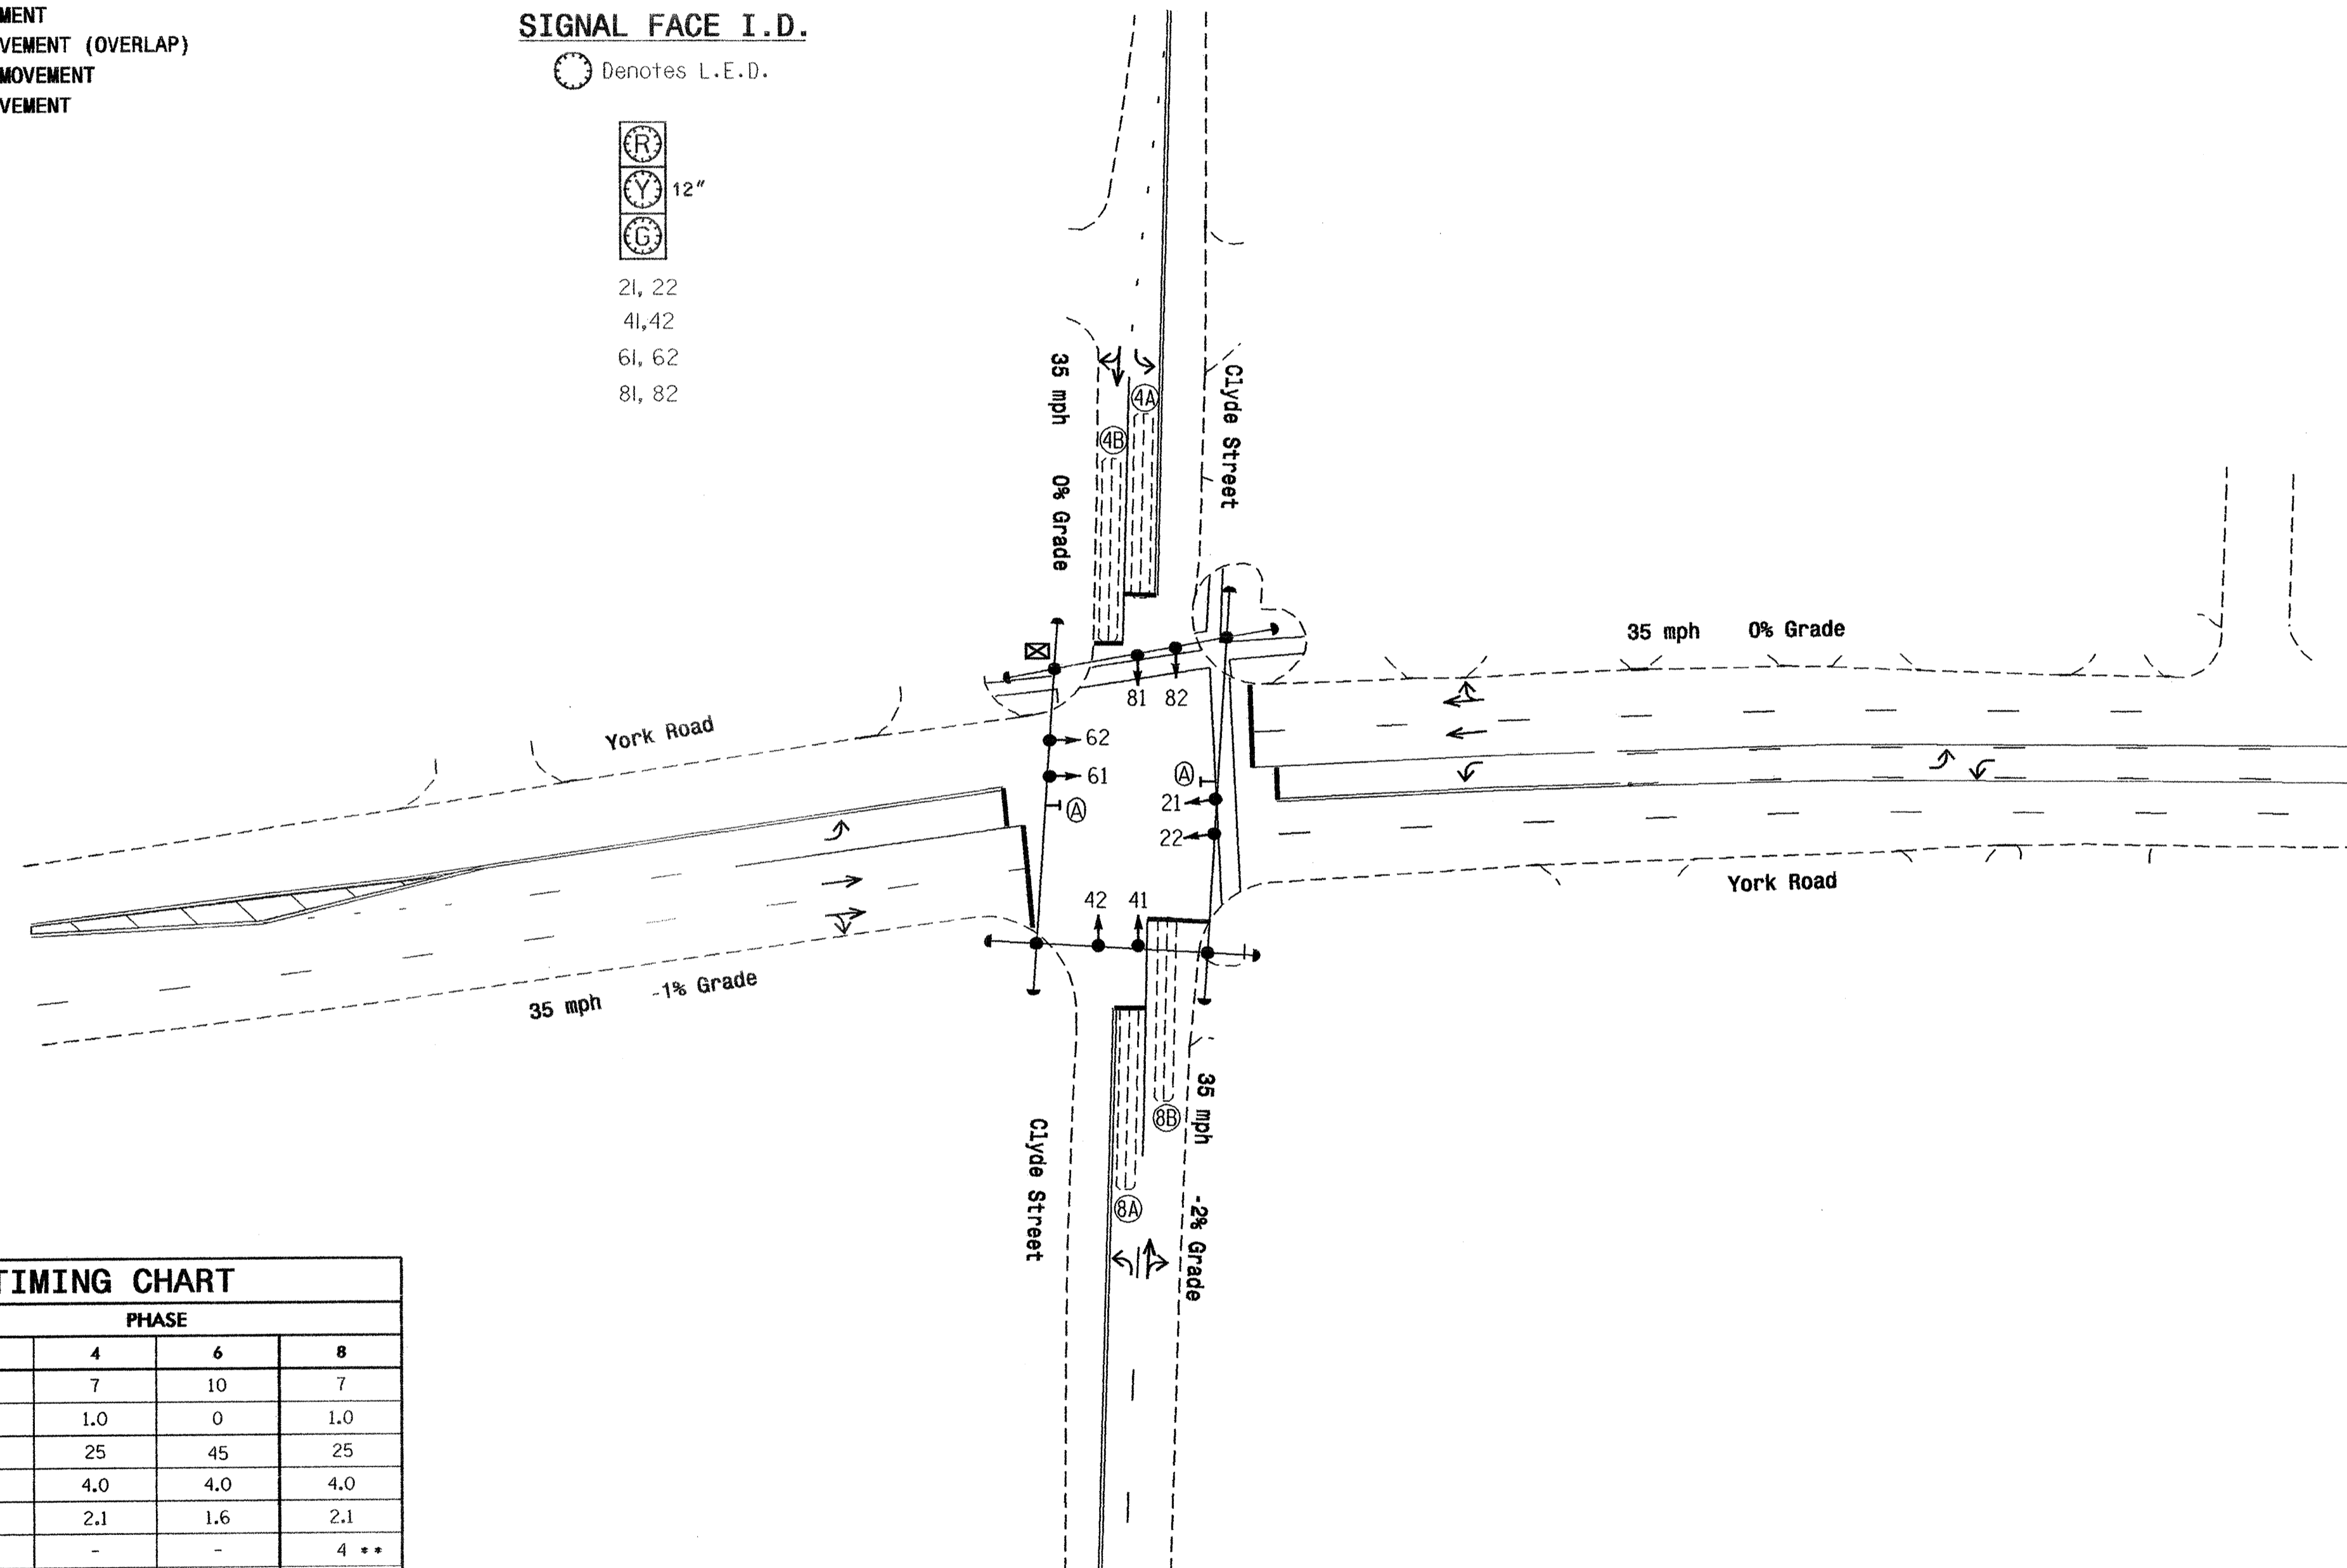 MENT
VEMENT (OVERLAP)
MOVEMENT
VEMENT
SIGNAL FACE I.D.
Denotes L.E.D.
R
Y 12"
G
21, 22
41,42
61, 62
81, 82
35 mph 0% Grade
4A
4B
Clyde Street
35 mph 0% Grade
81 82
York Road
62
61
A
A
21
22
York Road
42 41
35 mph -1% Grade
8B
8A
Clyde Street
35 mph -2% Grade
TIMING CHART
PHASE
4 6 8
7 10 7
1.0 0 1.0
25 45 25
4.0 4.0 4.0
2.1 1.6 2.1
- - 4 **